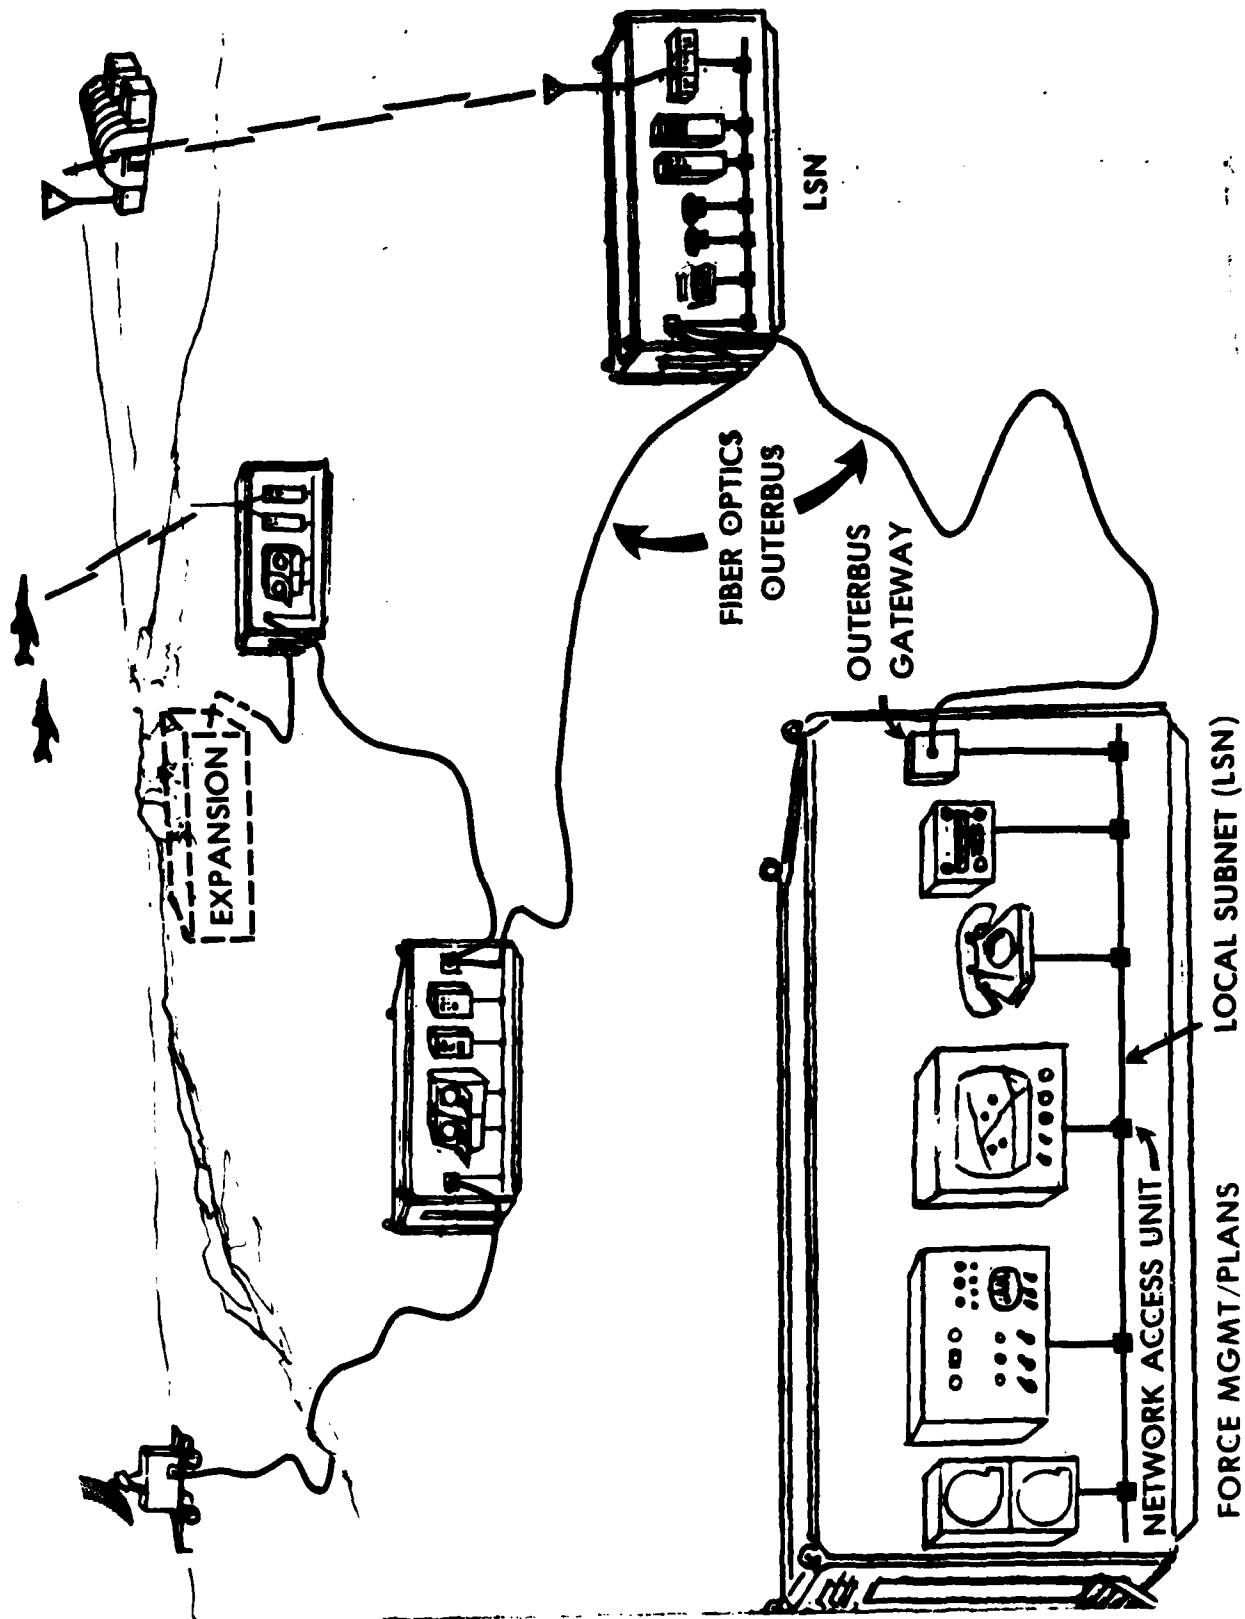 EXPANSION
LSN
FIBER OPTICS
OUTERBUS
OUTERBUS
GATEWAY
NETWORK ACCESS UNIT
LOCAL SUBNET (LSN)
FORCE MGMT/PLANS